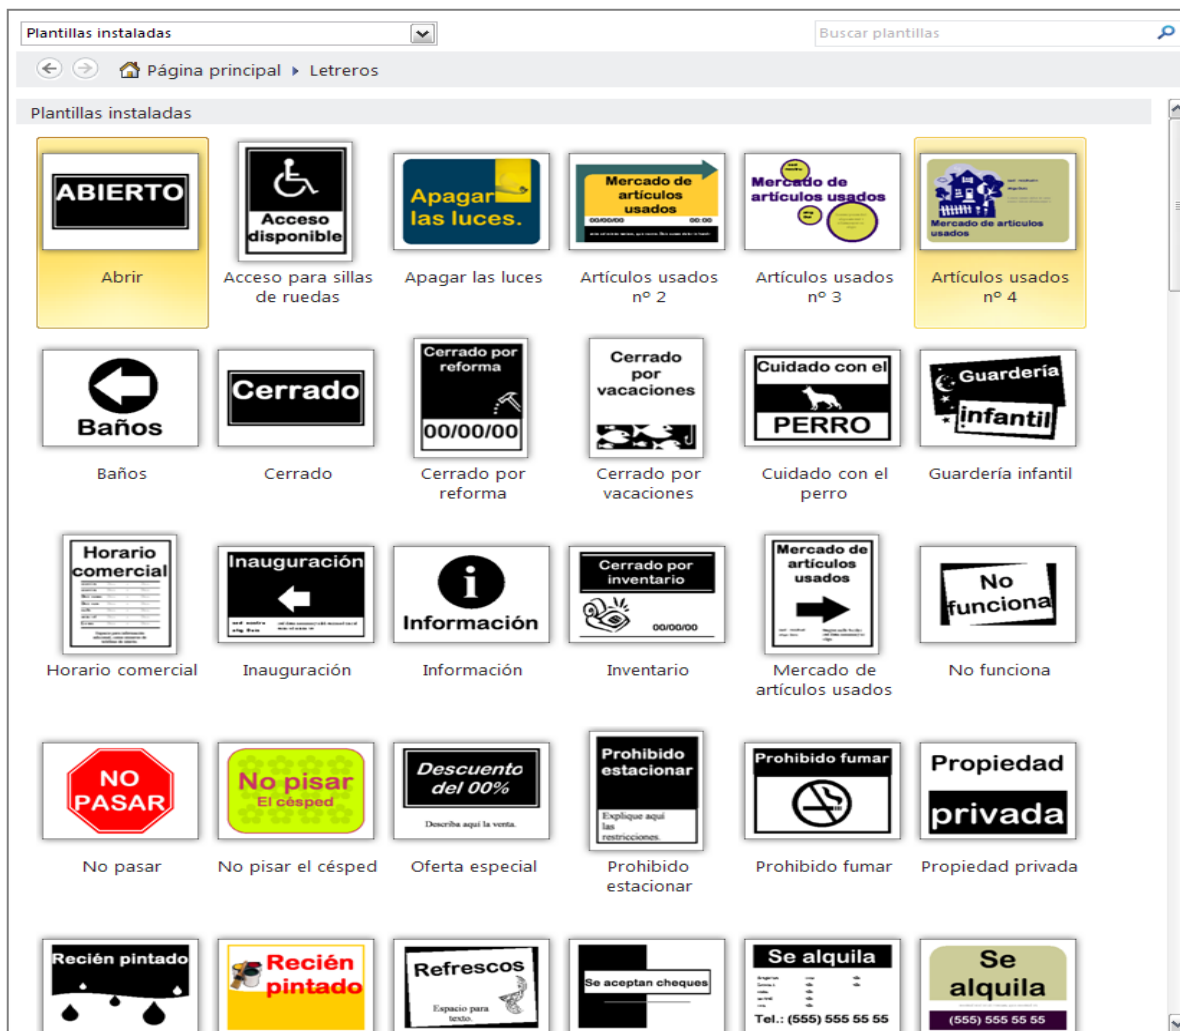 Plantillas instaladas
Buscar plantillas
Página principal Letreros
Plantillas instaladas
ABIERTO
Abrir
Acceso
disponible
Acceso para sillas
de ruedas
Apagar
las luces.
Apagar las luces
Mercado de
artículos
usados
00/00/00 00:00
Artículos usados
nº 2
Mercado de
artículos usados
Artículos usados
nº 3
Mercado de artículos
usados
Artículos usados
nº 4
Baños
Baños
Cerrado
Cerrado
Cerrado por
reforma
00/00/00
Cerrado por
reforma
Cerrado
por
vacaciones
Cerrado por
vacaciones
Cuidado con el
PERRO
Cuidado con el
perro
Guardería
infantil
Guardería infantil
Horario
comercial
Horario comercial
Inauguración
Inauguración
i
Información
Información
Cerrado por
inventario
00/00/00
Inventario
Mercado de
artículos
usados
Mercado de
artículos usados
No
funciona
No funciona
NO
PASAR
No pasar
No pisar
El césped
No pisar el césped
Descuento
del 00%
Describa aquí la venta.
Oferta especial
Prohibido
estacionar
Explique aquí
las
restricciones.
Prohibido
estacionar
Prohibido fumar
Prohibido fumar
Propiedad
privada
Propiedad privada
Recién pintado
Recién
pintado
Refrescos
Espacio para
texto.
Se aceptan cheques
Se alquila
Tel.: (555) 555 55 55
Se
alquila
(555) 555 55 55